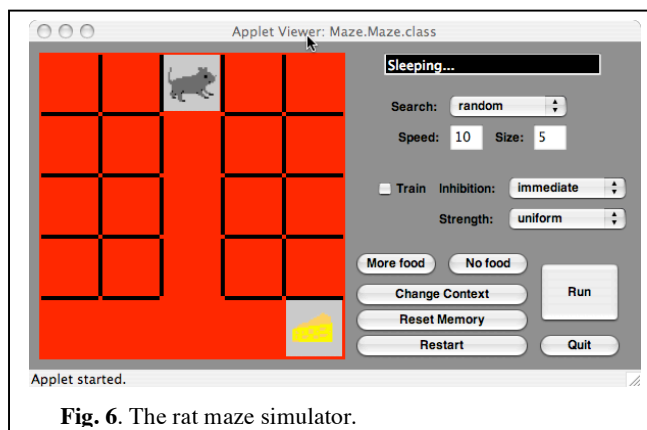 Applet Viewer: Maze.Maze.class
Sleeping...
Search: random
Speed: 10 Size: 5
Train Inhibition: immediate
Strength: uniform
More food No food
Change Context
Run
Reset Memory
Restart Quit
Applet started.
Fig. 6. The rat maze simulator.